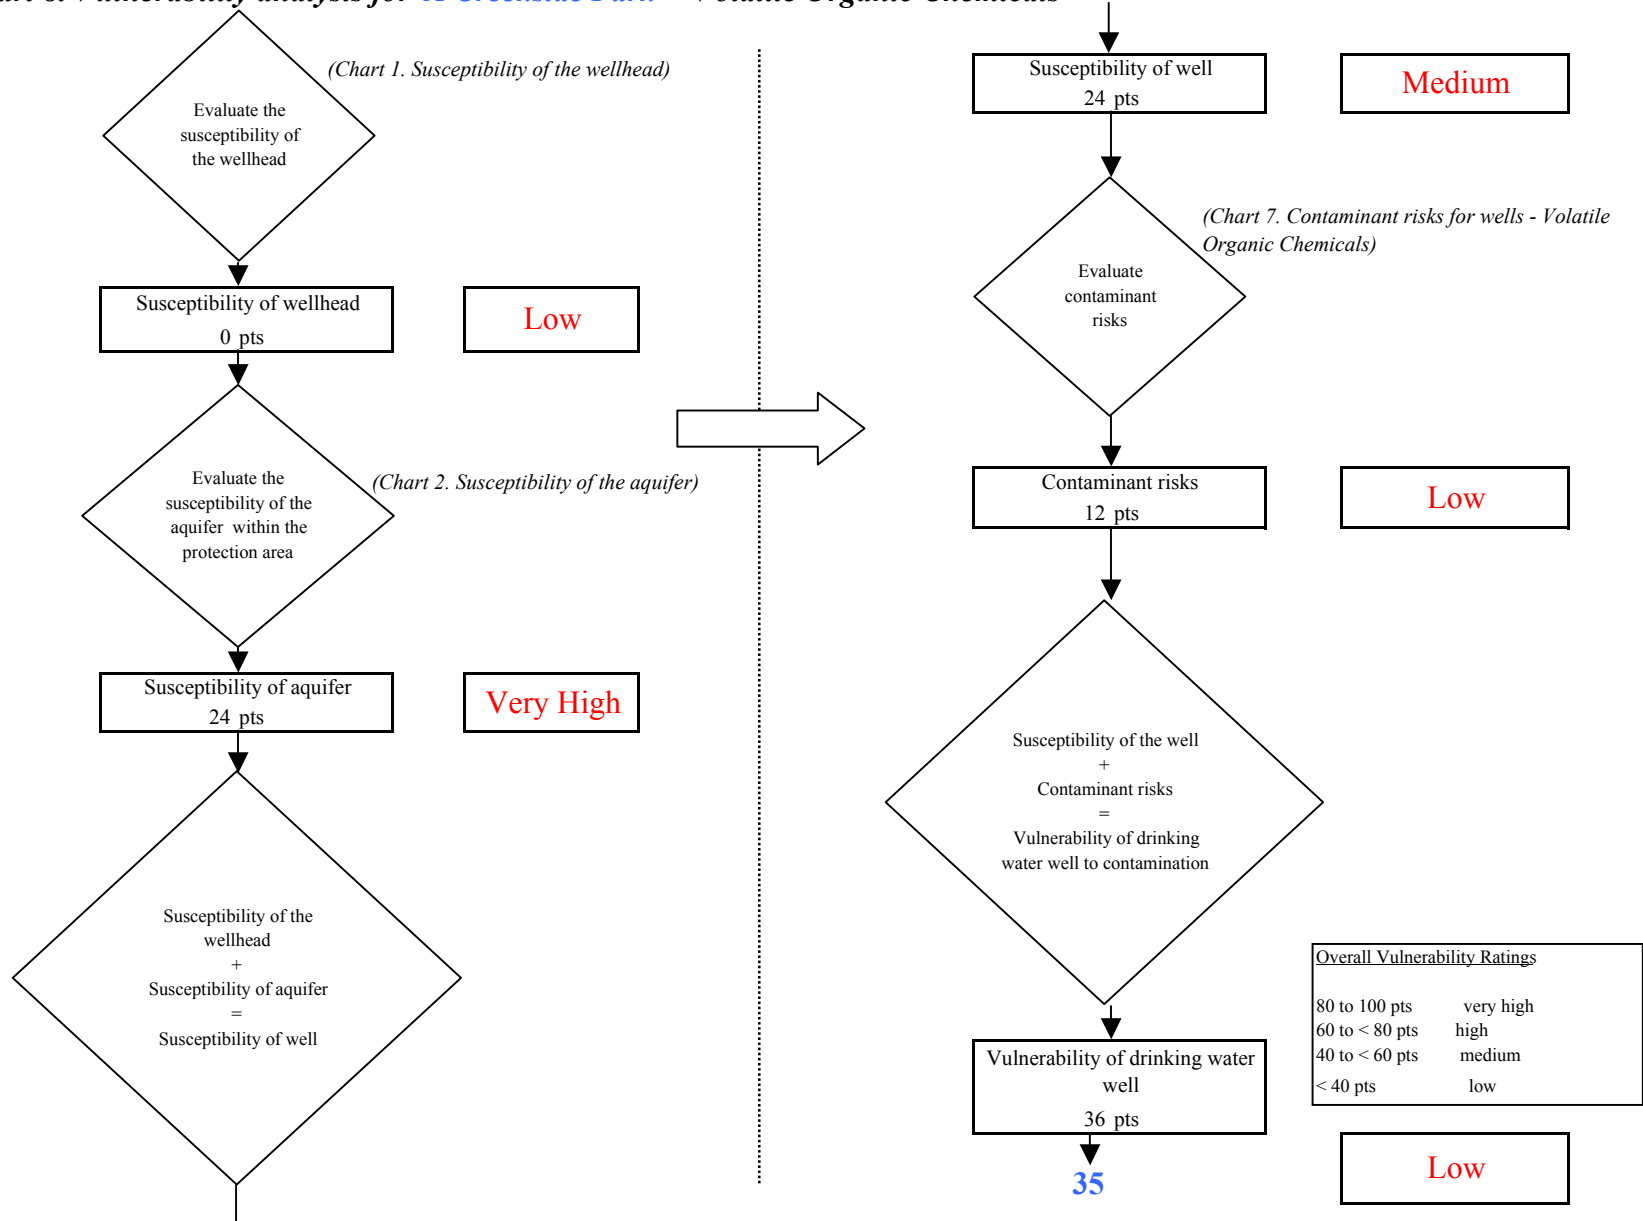 Vulnerability analysis for
Volatile Organic Chemicals
(Chart 1. Susceptibility of the wellhead)
Evaluate the
susceptibility of
the wellhead
Susceptibility of wellhead
0 pts
Low
Evaluate the
susceptibility of the
aquifer within the
protection area
(Chart 2. Susceptibility of the aquifer)
Susceptibility of aquifer
24 pts
Very High
Susceptibility of the
wellhead
+
Susceptibility of aquifer
=
Susceptibility of well
Susceptibility of well
24 pts
Medium
(Chart 7. Contaminant risks for wells - Volatile
Organic Chemicals)
Evaluate
contaminant
risks
Contaminant risks
12 pts
Low
Susceptibility of the well
+
Contaminant risks
=
Vulnerability of drinking
water well to contamination
Vulnerability of drinking water
well
36 pts
35
Overall Vulnerability Ratings
80 to 100 pts very high
60 to < 80 pts high
40 to < 60 pts medium
< 40 pts low
Low